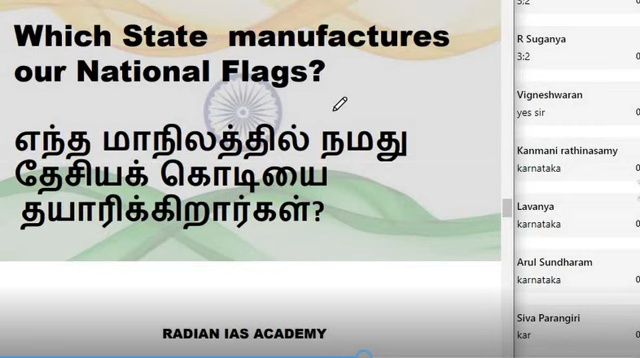 Which State manufactures
our National Flags?
எந்த மாநிலத்தில் நமது
தேசியக் கொடியை
தயாரிக்கிறார்கள்?
RADIAN IAS ACADEMY
3:2
R Suganya
3:2
Vigneshwaran
yes sir
Kanmani rathinasamy
karnataka
Lavanya
karnataka
Arul Sundharam
karnataka
Siva Parangiri
kar